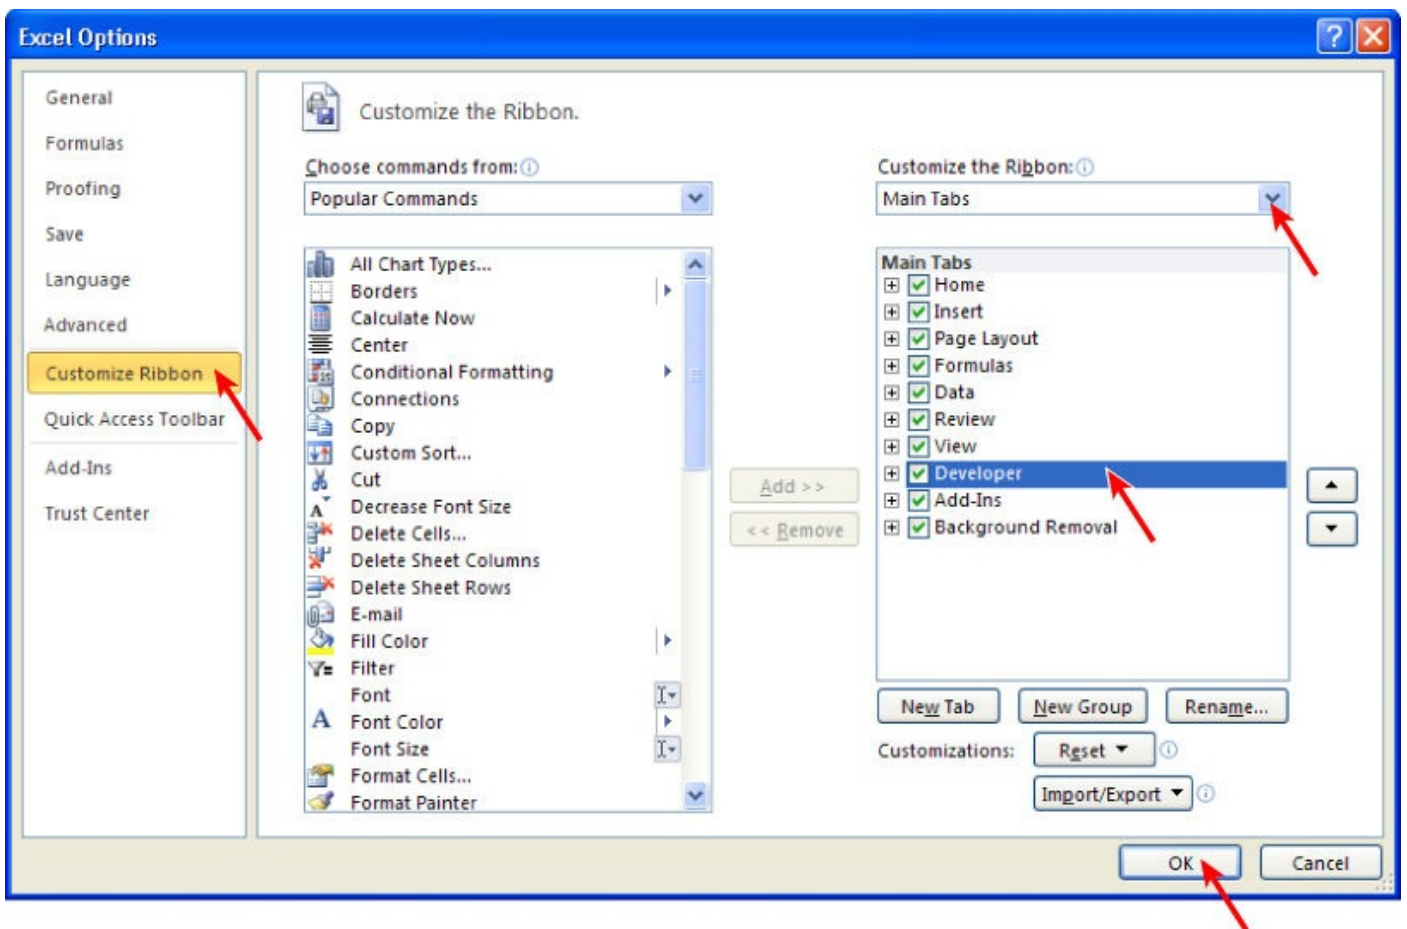 Excel Options
General
Formulas
Proofing
Save
Language
Advanced
Customize Ribbon
Quick Access Toolbar
Add-Ins
Trust Center
Customize the Ribbon.
Choose commands from:
Popular Commands
All Chart Types...
Borders
Calculate Now
Center
Conditional Formatting
Connections
Copy
Custom Sort...
Cut
Decrease Font Size
Delete Cells...
Delete Sheet Columns
Delete Sheet Rows
E-mail
Fill Color
Filter
Font
Font Color
Font Size
Format Cells...
Format Painter
Add >>
<< Remove
Customize the Ribbon:
Main Tabs
Main Tabs
Home
Insert
Page Layout
Formulas
Data
Review
View
Developer
Add-Ins
Background Removal
New Tab
New Group
Rename...
Customizations:
Reset
Import/Export
OK
Cancel